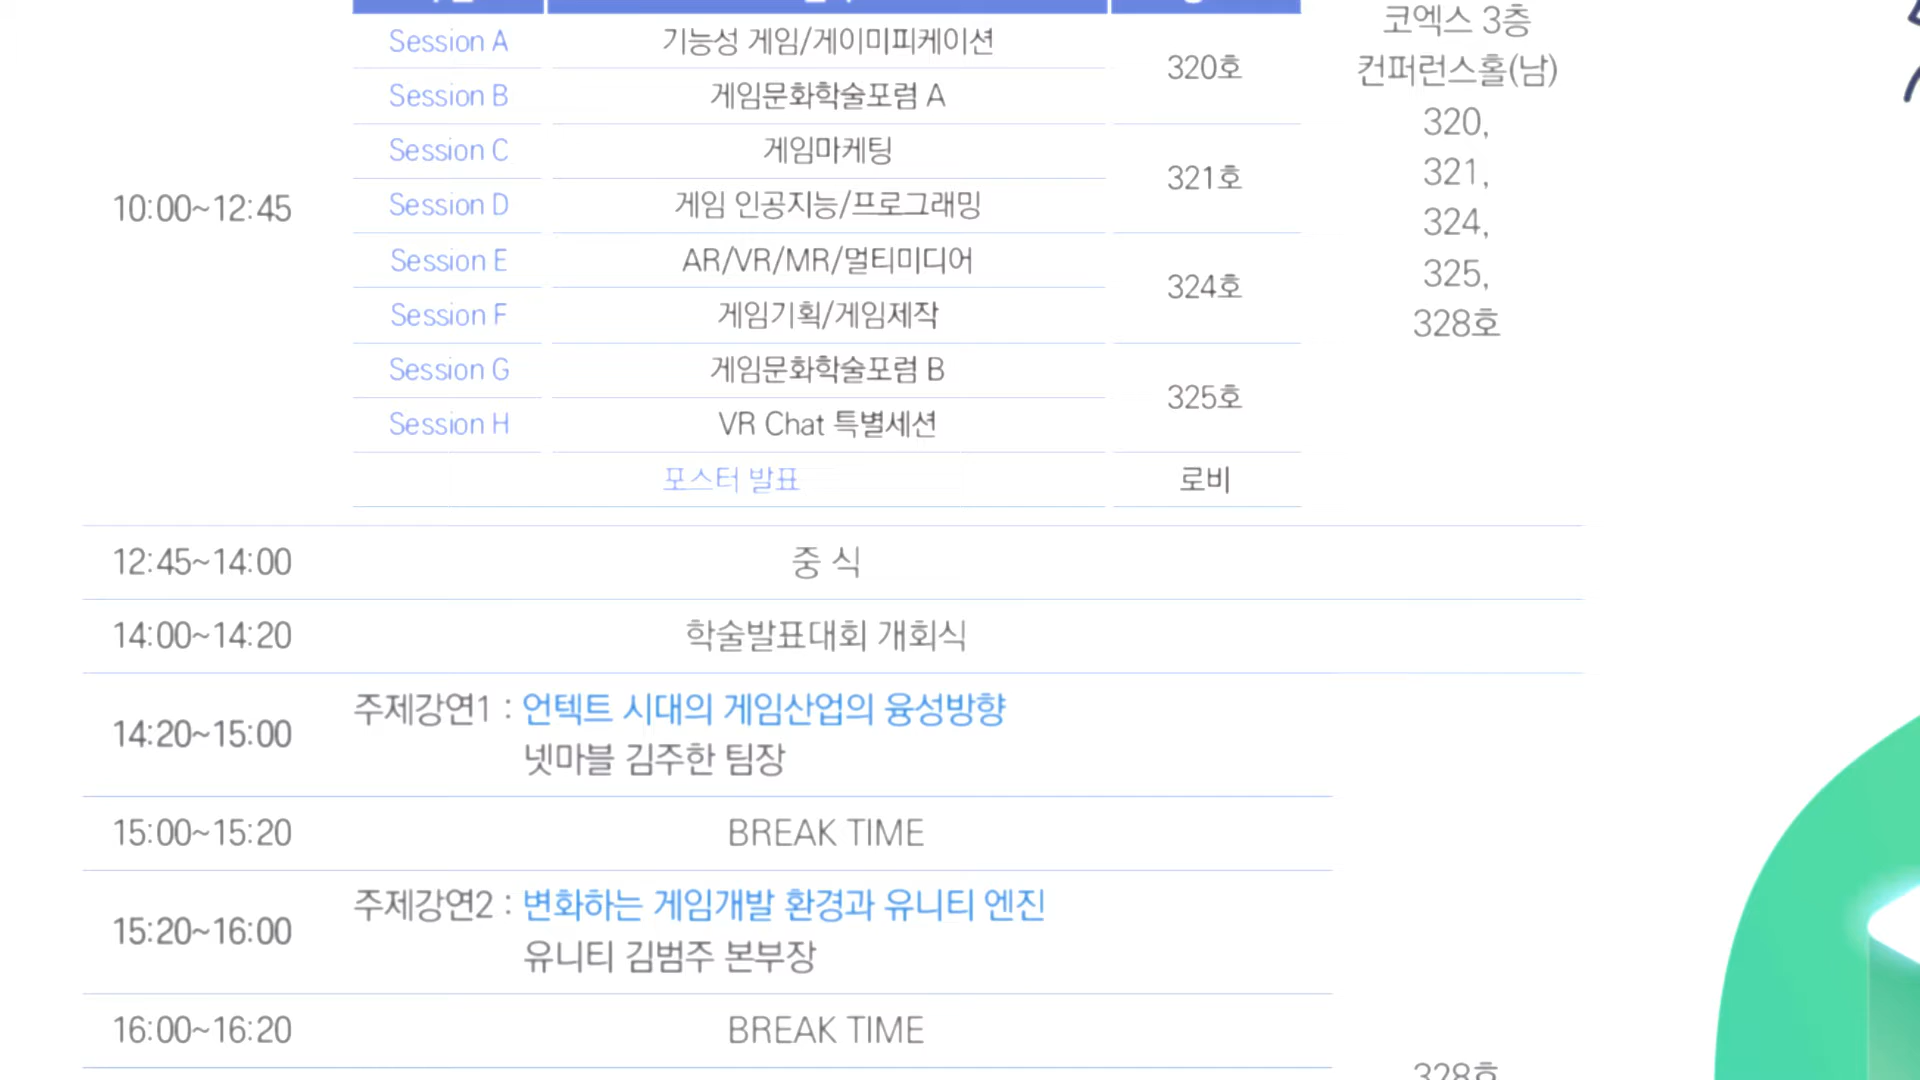 Session A 기능성 게임/게이미피케이션 320호
Session B 게임문화학술포럼 A
Session C 게임마케팅 321호
Session D 게임 인공지능/프로그래밍
Session E AR/VR/MR/멀티미디어 324호
Session F 게임기획/게임제작
Session G 게임문화학술포럼 B 325호
Session H VR Chat 특별세션
포스터 발표 로비
10:00~12:45
코엑스 3층
컨퍼런스홀(남)
320,
321,
324,
325,
328호
12:45~14:00 중 식
14:00~14:20 학술발표대회 개회식
14:20~15:00 주제강연1 : 언텍트 시대의 게임산업의 융성방향
넷마블 김주한 팀장
15:00~15:20 BREAK TIME
15:20~16:00 주제강연2 : 변화하는 게임개발 환경과 유니티 엔진
유니티 김범주 본부장
16:00~16:20 BREAK TIME
328호